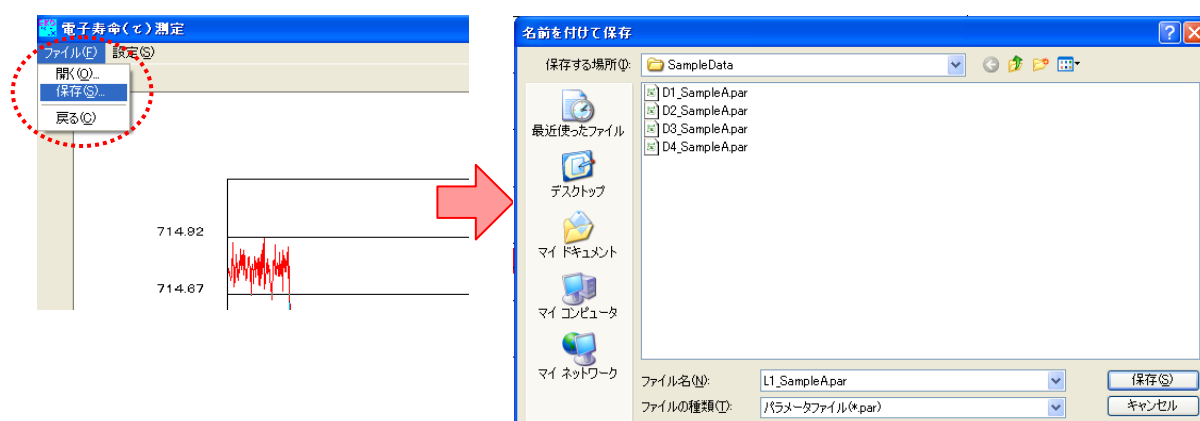 電子寿命(τ)測定
ファイル(F) 設定(S)
開く(O)...
保存(S)...
戻る(C)
714.92
714.67
名前を付けて保存
保存する場所(I):
SampleData
D1_SampleA.par
D2_SampleA.par
D3_SampleA.par
D4_SampleA.par
最近使ったファイル
デスクトップ
マイ ドキュメント
マイ コンピュータ
マイ ネットワーク
ファイル名(N):
L1_SampleA.par
保存(S)
ファイルの種類(T):
パラメータファイル(*.par)
キャンセル